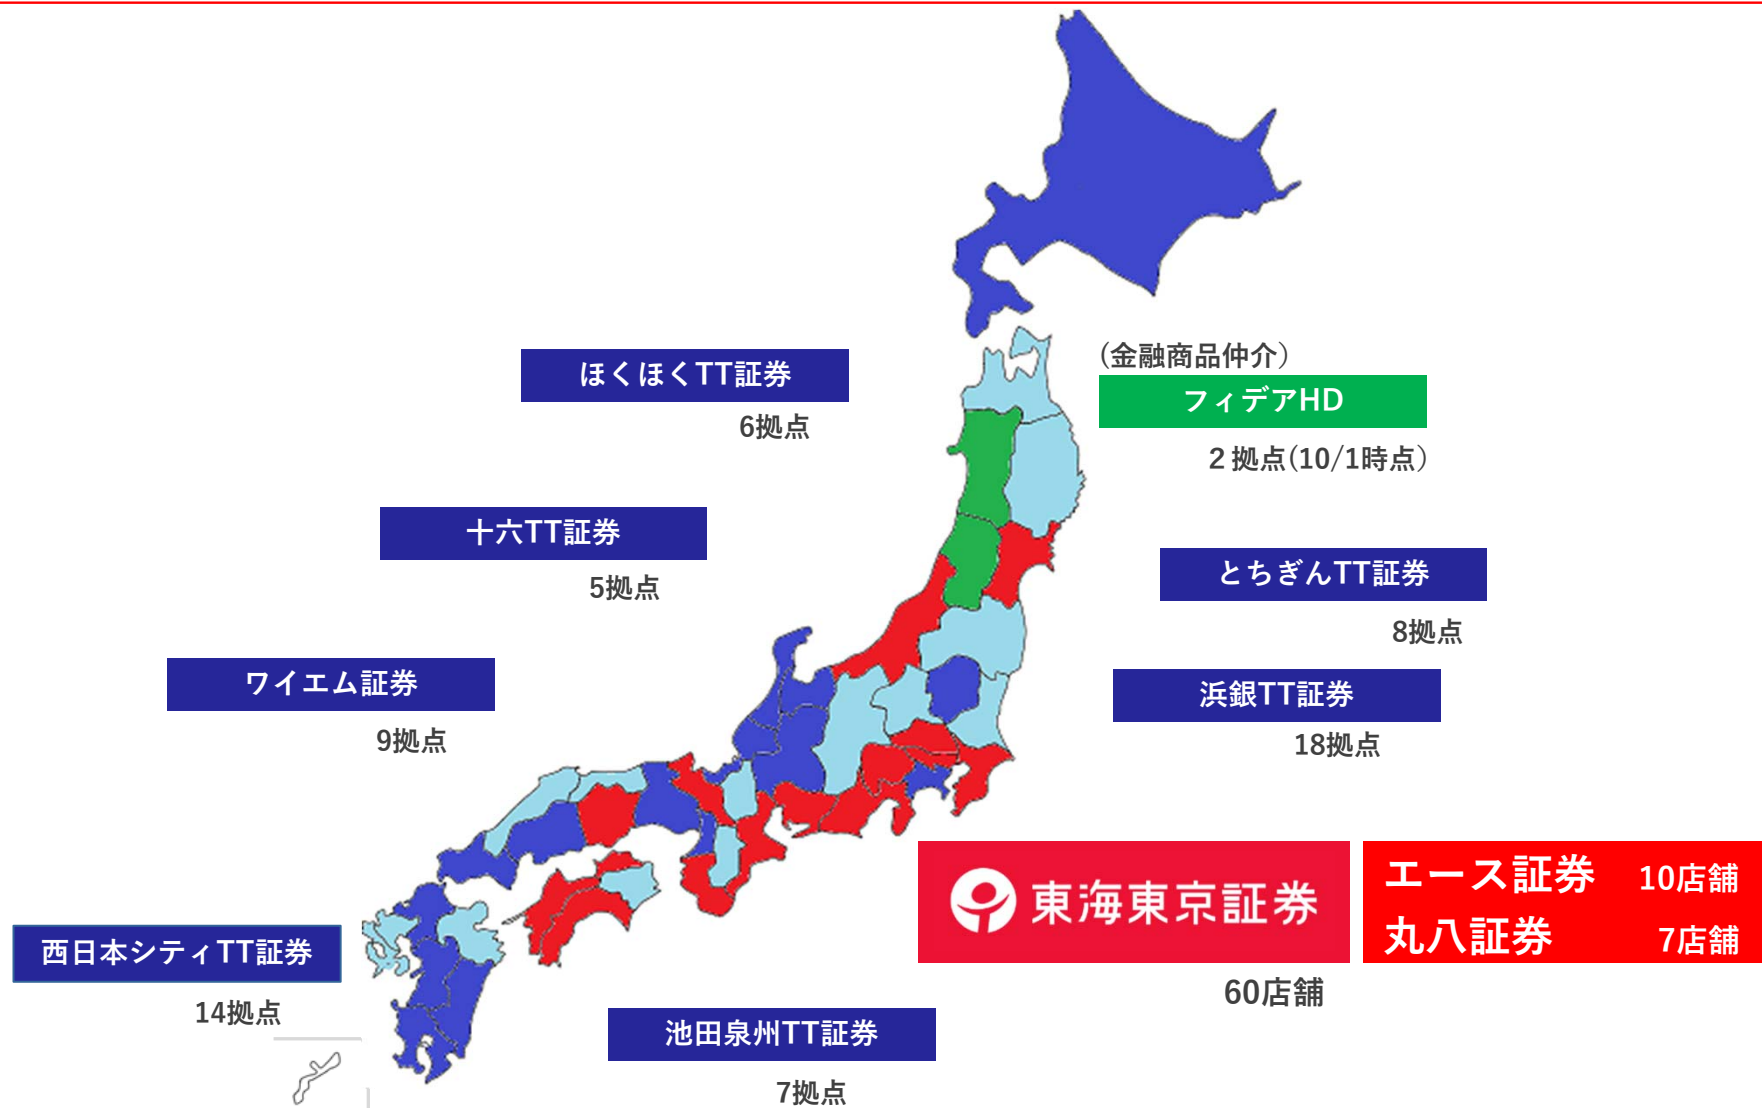 (金融商品仲介)
ほくほくTT証券
フィデアHD
6拠点
2拠点(10/1時点)
十六TT証券
5拠点
とちぎんTT証券
8拠点
ワイエム証券
9拠点
浜銀TT証券
18拠点
東海東京証券
60店舗
エース証券 10店舗
丸八証券 7店舗
西日本シティTT証券
14拠点
池田泉州TT証券
7拠点